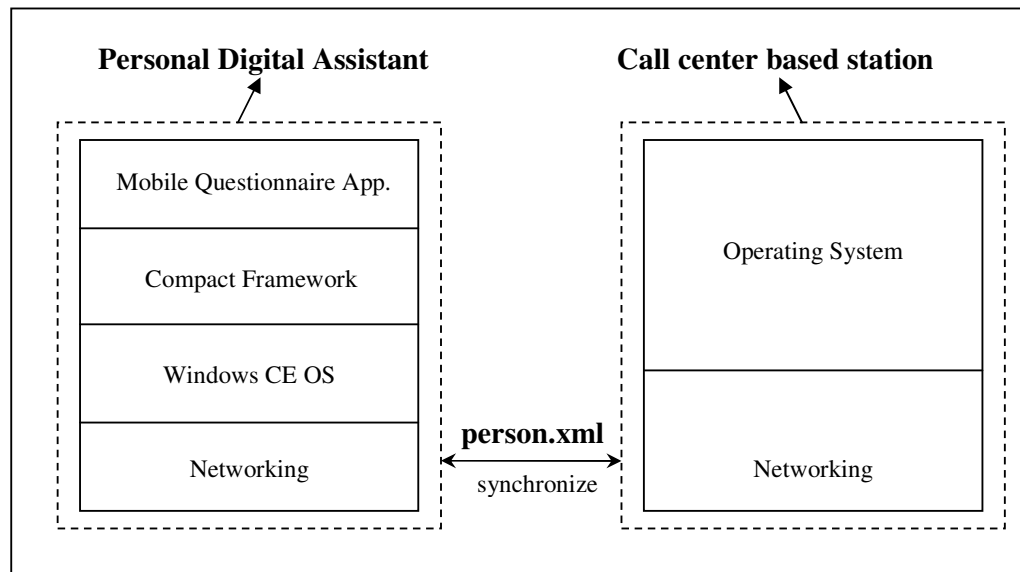 Personal Digital Assistant
Call center based station
Mobile Questionnaire App.
Compact Framework
Windows CE OS
Networking
person.xml
synchronize
Operating System
Networking